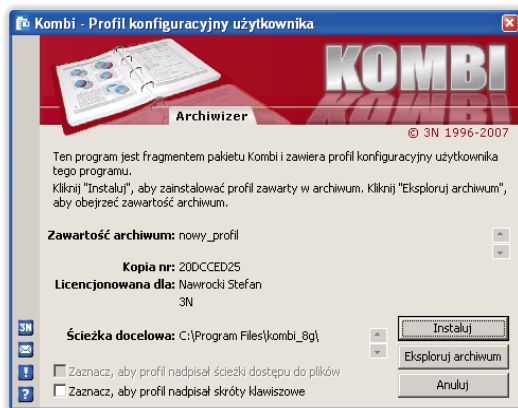 Kombi - Profil konfiguracyjny użytkownika
KOMBI
Archiwizer
© 3N 1996-2007
Ten program jest fragmentem pakietu Kombi i zawiera profil konfiguracyjny użytkownika
tego programu.
Kliknij "Instaluj", aby zainstalować profil zawarty w archiwum. Kliknij "Eksploruj archiwum",
aby obejrzeć zawartość archiwum.
Zawartość archiwum: nowy_profil
Kopia nr: 20DCCED25
Licencjonowana dla: Nawrocki Stefan
3N
Ścieżka docelowa: C:\Program Files\kombi_8g\
Zaznacz, aby profil nadpisał ścieżki dostępu do plików
Zaznacz, aby profil nadpisał skróty klawiszowe
Instaluj
Eksploruj archiwum
Anuluj
3N
!
?